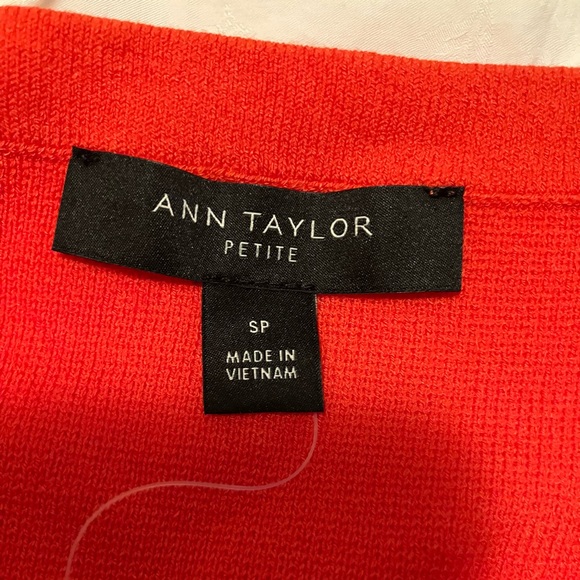 ANN TAYLOR
PETITE
SP
MADE IN
VIETNAM